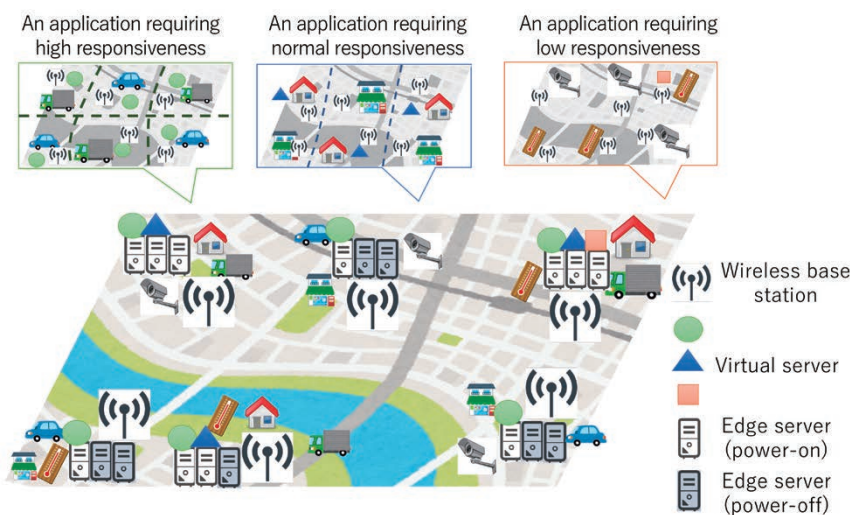 An application requiring
high responsiveness
An application requiring
normal responsiveness
An application requiring
low responsiveness
Wireless base
station
Virtual server
Edge server
(power-on)
Edge server
(power-off)